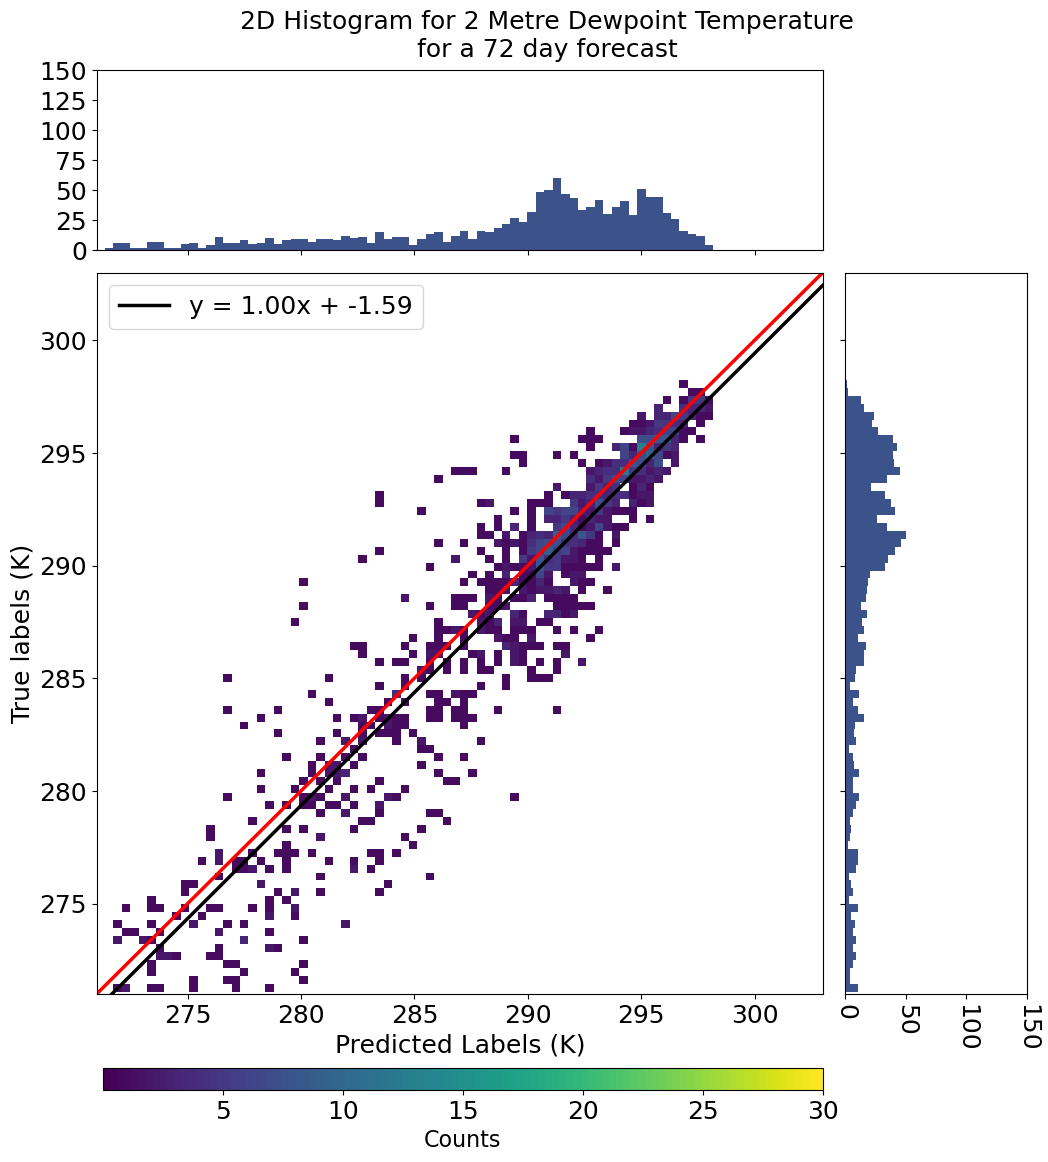 2D Histogram for 2 Metre Dewpoint Temperature
for a 72 day forecast
150
125
100
75
50
25
0
y = 1.00x + -1.59
300
295
290
285
280
275
True labels (K)
275 280 285 290 295 300
Predicted Labels (K)
0 50 100 150
5 10 15 20 25 30
Counts